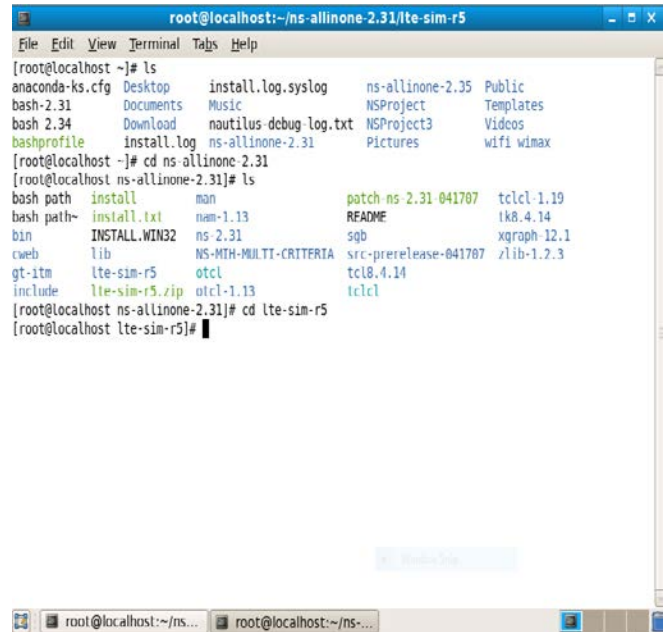 root@localhost:~/ns-allinone-2.31/lte-sim-r5
File Edit View Terminal Tabs Help
[root@localhost ~]# ls
anaconda-ks.cfg Desktop install.log.syslog ns-allinone-2.35 Public
bash-2.31 Documents Music NSProject Templates
bash 2.34 Download nautilus-debug-log.txt NSProject3 Videos
bashprofile install.log ns-allinone-2.31 Pictures wifi wimax
[root@localhost ~]# cd ns-allinone-2.31
[root@localhost ns-allinone-2.31]# ls
bash path install man patch-ns-2.31-041707 tclcl-1.19
bash path~ install.txt nam-1.13 README tk8.4.14
bin INSTALL.WIN32 ns-2.31 sgb xgraph-12.1
cweb lib NS-MIH-MULTI-CRITERIA src-prerelease-041707 zlib-1.2.3
gt-itm lte-sim-r5 otcl tcl8.4.14
include lte-sim-r5.zip otcl-1.13 tclcl
[root@localhost ns-allinone-2.31]# cd lte-sim-r5
[root@localhost lte-sim-r5]#
root@localhost:~/ns... root@localhost:~/ns-...